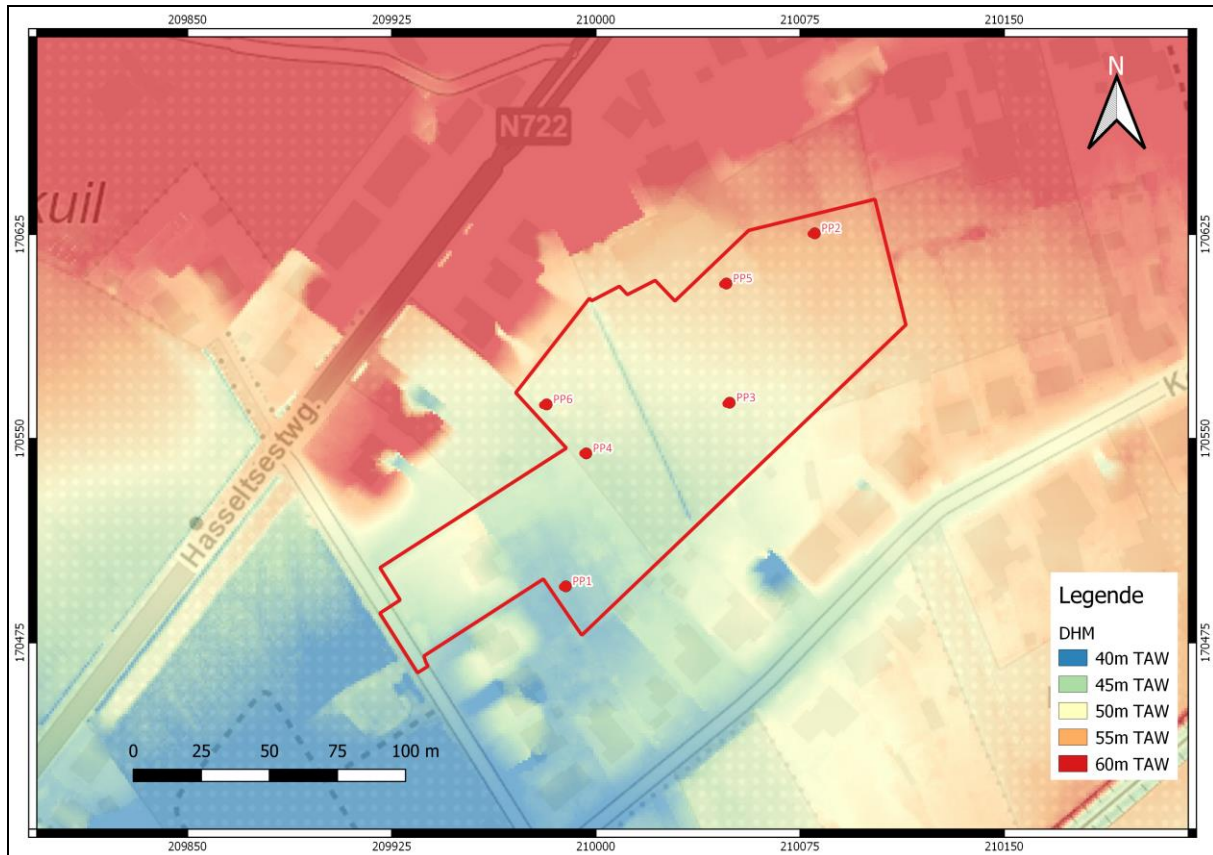 209850 209925 210000 210075 210150
N
N722
kuil
170625 170625
PP2
PP5
PP6
PP3
170550 170550
PP4
Hasseltsestwg.
PP1
Legende
DHM
40m TAW
45m TAW
50m TAW
55m TAW
60m TAW
170475 170475
0 25 50 75 100 m
209850 209925 210000 210075 210150